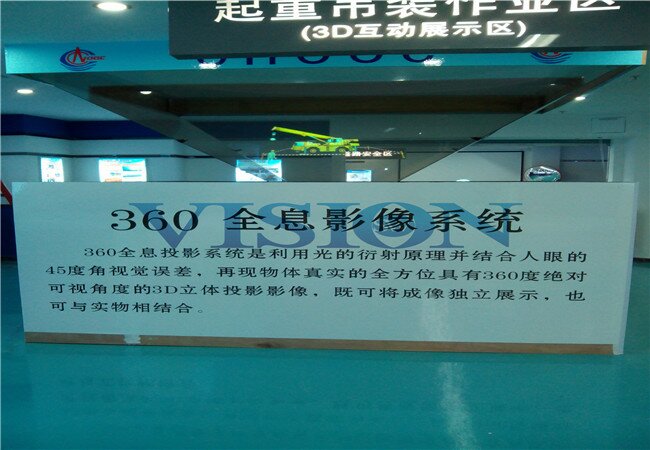 起重吊装作业区
(3D互动展示区)
安全区
360 全息影像系统
VISION
360全息投影系统是利用光的衍射原理并结合人眼的
45度角视觉误差，再现物体真实的全方位具有360度绝对
可视角度的3D立体投影影像，既可将成像独立展示，也
可与实物相结合。